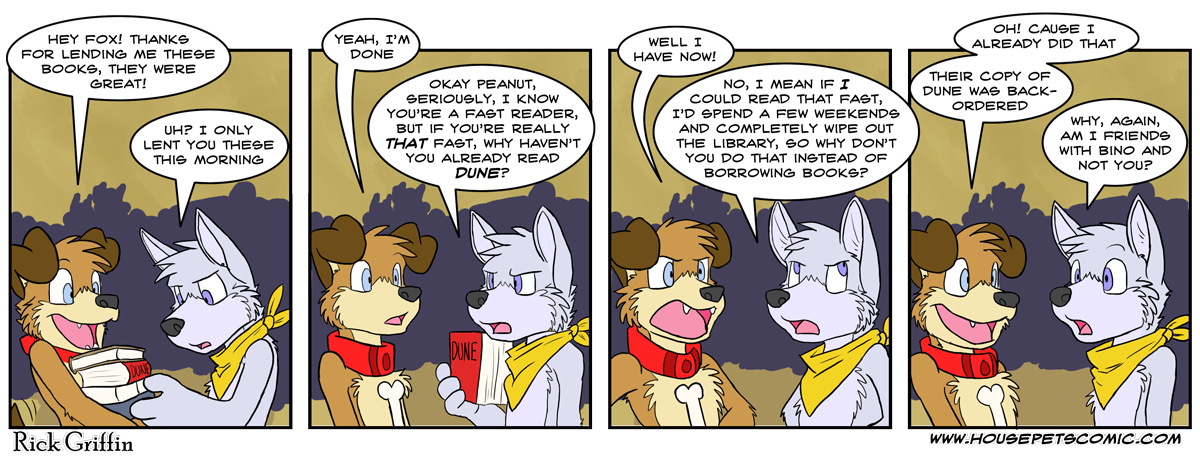 HEY FOX! THANKS
FOR LENDING ME THESE
BOOKS, THEY WERE
GREAT!
UH? I ONLY
LENT YOU THESE
THIS MORNING
DUNE
YEAH, I'M
DONE
OKAY PEANUT,
SERIOUSLY, I KNOW
YOU'RE A FAST READER,
BUT IF YOU'RE REALLY
THAT FAST, WHY HAVEN'T
YOU ALREADY READ
DUNE?
DUNE
WELL I
HAVE NOW!
NO, I MEAN IF I
COULD READ THAT FAST,
I'D SPEND A FEW WEEKENDS
AND COMPLETELY WIPE OUT
THE LIBRARY, SO WHY DON'T
YOU DO THAT INSTEAD OF
BORROWING BOOKS?
OH! CAUSE I
ALREADY DID THAT
THEIR COPY OF
DUNE WAS BACK-
ORDERED
WHY, AGAIN,
AM I FRIENDS
WITH BINO AND
NOT YOU?
Rick Griffin
WWW.HOUSEPETSCOMIC.COM